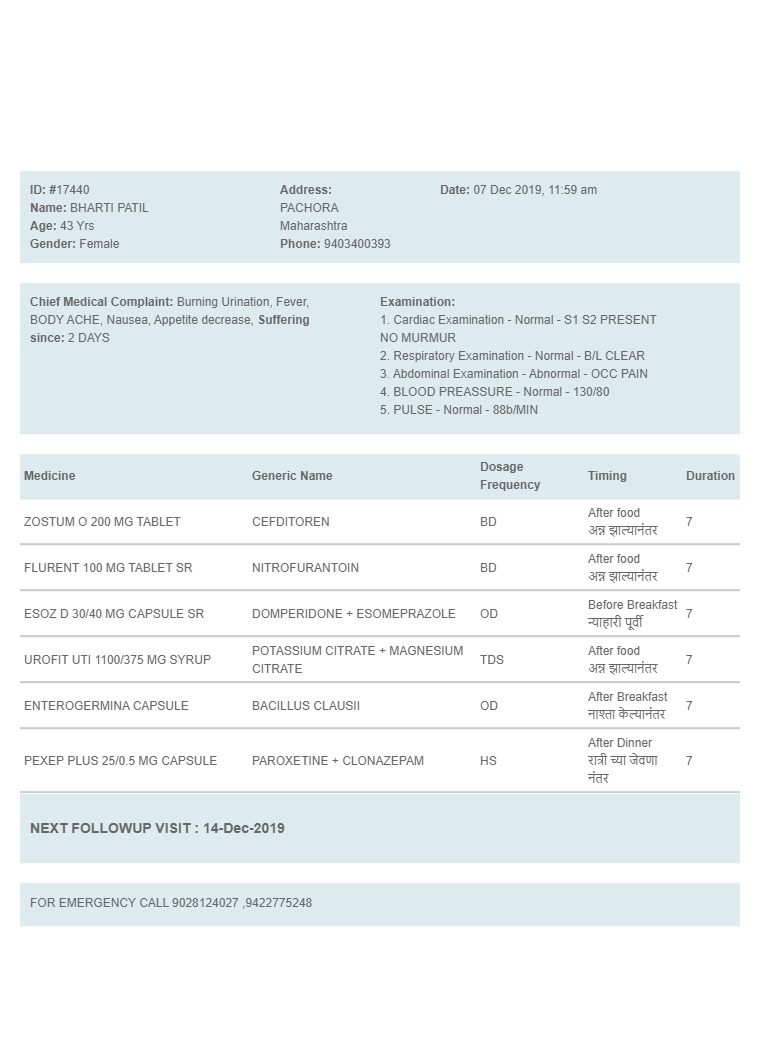 ID: #17440
Name: BHARTI PATIL
Age: 43 Yrs
Gender: Female
Address:
PACHORA
Maharashtra
Phone: 9403400393
Date: 07 Dec 2019, 11:59 am
Chief Medical Complaint: Burning Urination, Fever,
BODY ACHE, Nausea, Appetite decrease, Suffering
since: 2 DAYS
Examination:
1. Cardiac Examination - Normal - S1 S2 PRESENT
NO MURMUR
2. Respiratory Examination - Normal - B/L CLEAR
3. Abdominal Examination - Abnormal - OCC PAIN
4. BLOOD PREASSURE - Normal - 130/80
5. PULSE - Normal - 88b/MIN
Medicine Generic Name Dosage Frequency Timing Duration
ZOSTUM O 200 MG TABLET CEFDITOREN BD After food 7
अन्न झाल्यानंतर
FLURENT 100 MG TABLET SR NITROFURANTOIN BD After food 7
अन्न झाल्यानंतर
ESOZ D 30/40 MG CAPSULE SR DOMPERIDONE + ESOMEPRAZOLE OD Before Breakfast 7
न्याहारी पूर्वी
UROFIT UTI 1100/375 MG SYRUP POTASSIUM CITRATE + MAGNESIUM CITRATE TDS After food 7
अन्न झाल्यानंतर
ENTEROGERMINA CAPSULE BACILLUS CLAUSII OD After Breakfast 7
नाश्ता केल्यानंतर
PEXEP PLUS 25/0.5 MG CAPSULE PAROXETINE + CLONAZEPAM HS After Dinner 7
रात्री च्या जेवणा
नंतर
NEXT FOLLOWUP VISIT : 14-Dec-2019
FOR EMERGENCY CALL 9028124027 ,9422775248